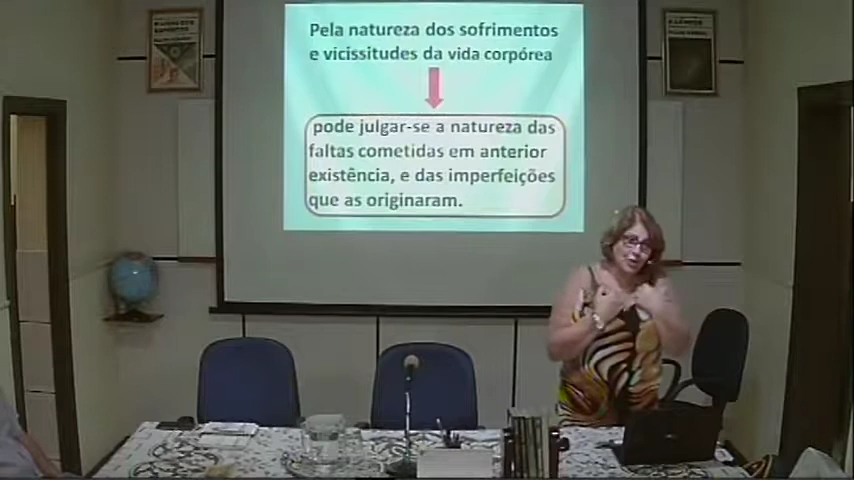 Pela natureza dos sofrimentos
e vicissitudes da vida corpórea
pode julgar-se a natureza das
faltas cometidas em anterior
existência, e das imperfeições
que as originaram.